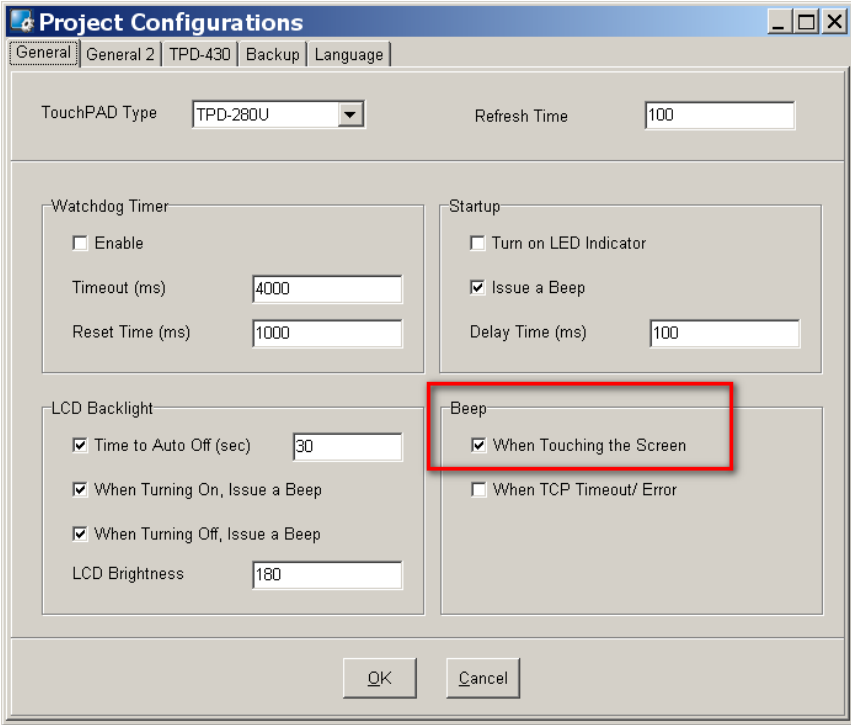 Project Configurations
General General 2 TPD-430 Backup Language
TouchPAD Type TPD-280U Refresh Time 100
Watchdog Timer
Enable
Timeout (ms) 4000
Reset Time (ms) 1000
Startup
Turn on LED Indicator
Issue a Beep
Delay Time (ms) 100
LCD Backlight
Time to Auto Off (sec) 30
When Turning On, Issue a Beep
When Turning Off, Issue a Beep
LCD Brightness 180
Beep
When Touching the Screen
When TCP Timeout/ Error
OK Cancel